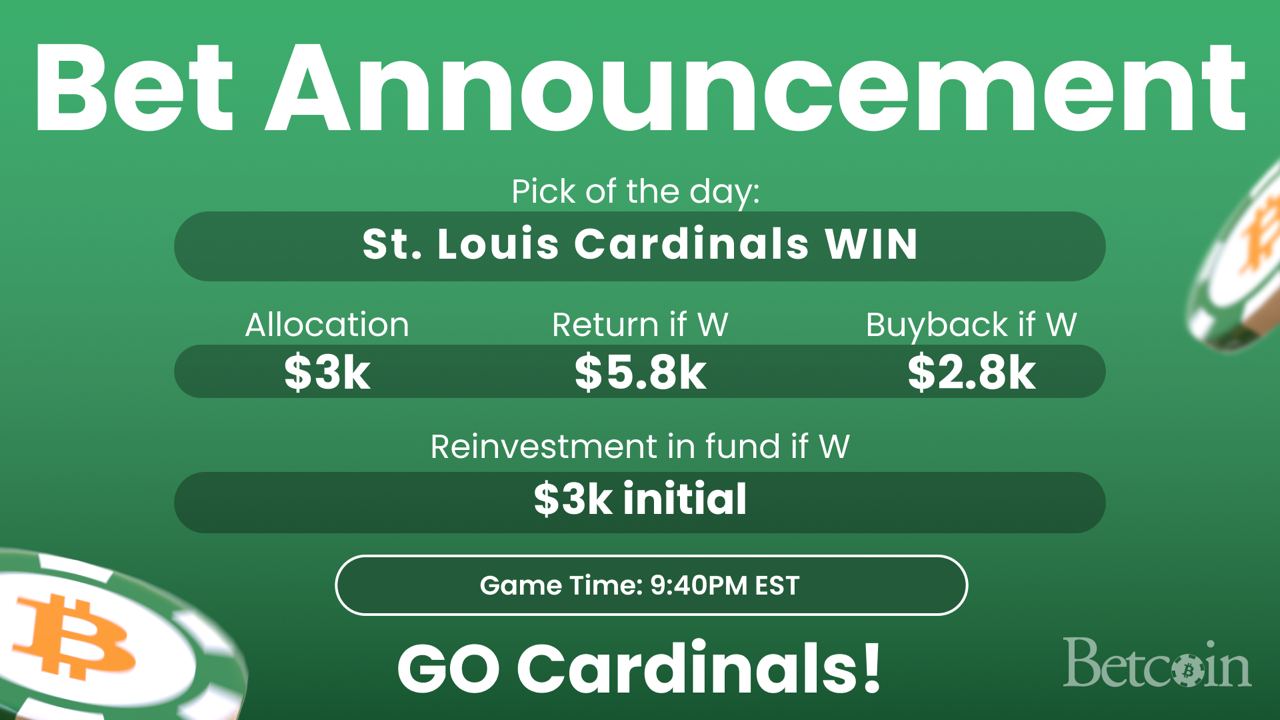 Bet Announcement
Pick of the day:
St. Louis Cardinals WIN
Allocation Return if W Buyback if W
$3k $5.8k $2.8k
Reinvestment in fund if W
$3k initial
Game Time: 9:40PM EST
GO Cardinals!
Betcoin